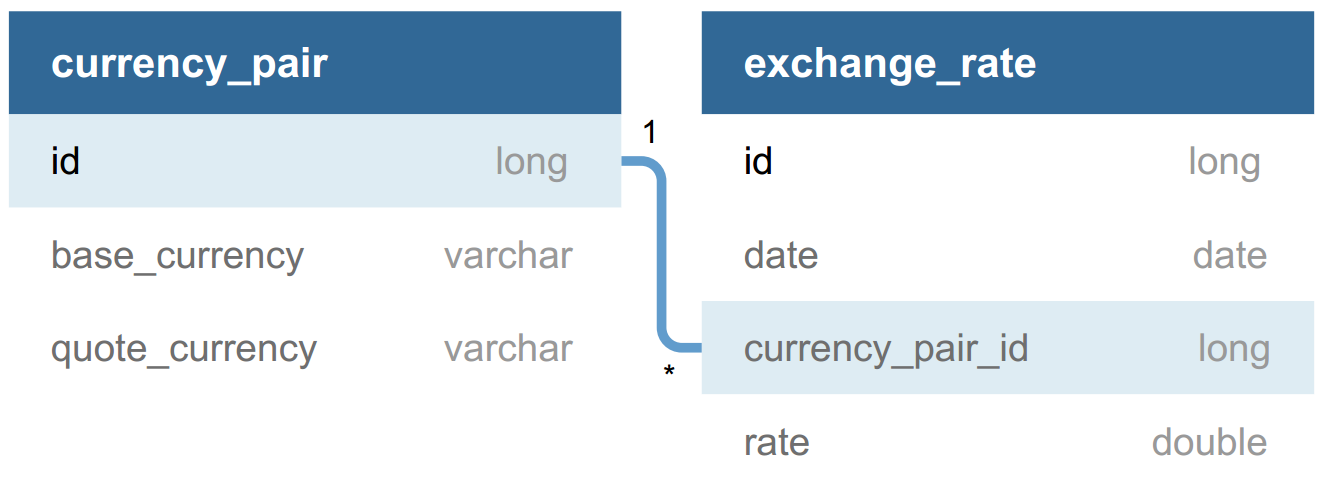 currency_pair
id long
base_currency varchar
quote_currency varchar
1
*
exchange_rate
id long
date date
currency_pair_id long
rate double